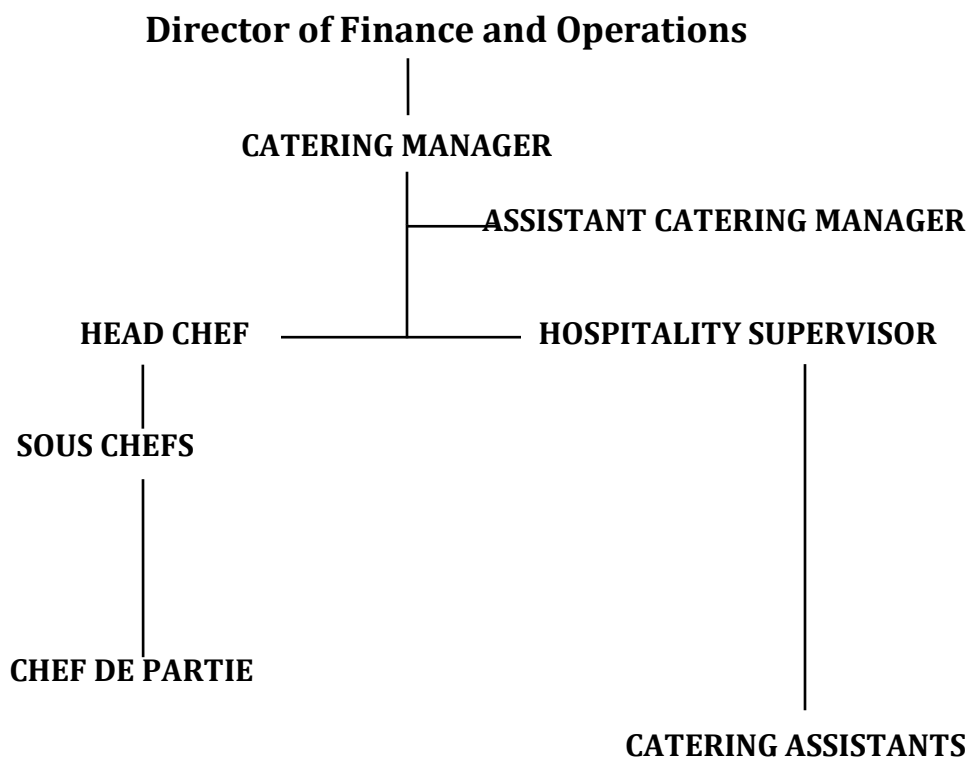 Director of Finance and Operations
CATERING MANAGER
ASSISTANT CATERING MANAGER
HEAD CHEF
HOSPITALITY SUPERVISOR
SOUS CHEFS
CHEF DE PARTIE
CATERING ASSISTANTS